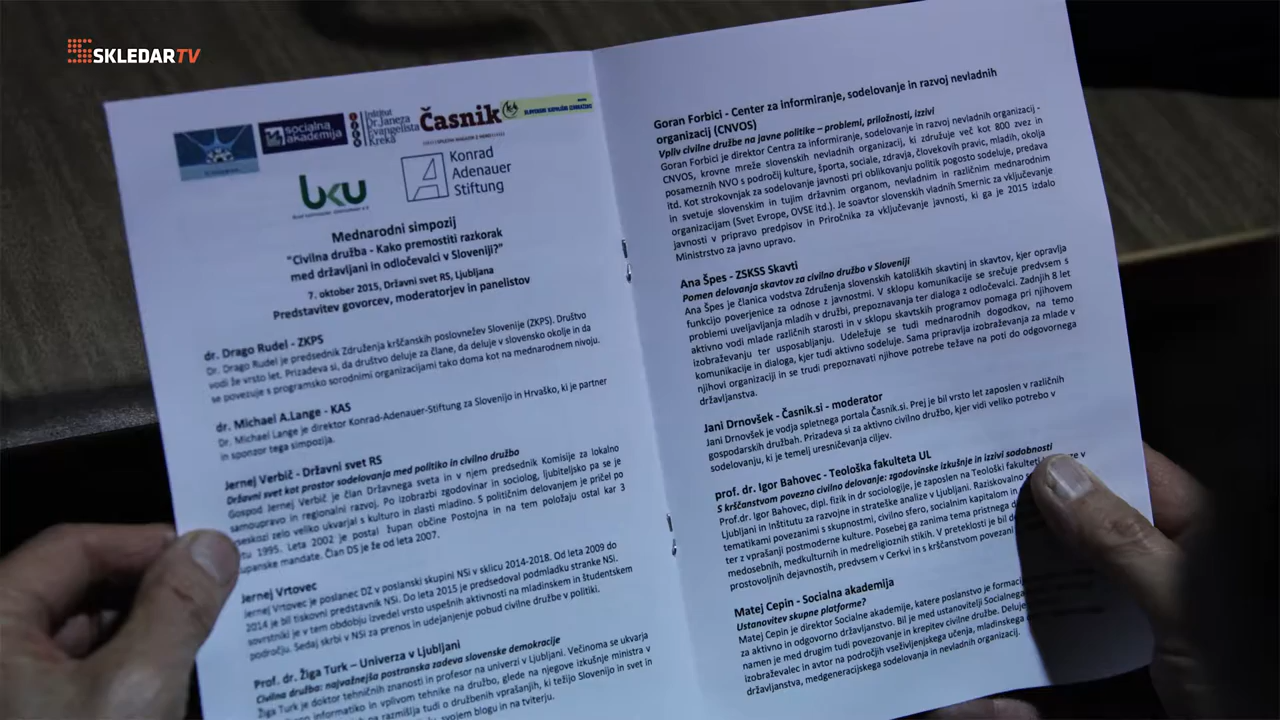 SKLEDARTV
socialna
akademija
Inštitut
Dr. Janeza
Evangelista
Kreka
Časnik
bku
Konrad
Adenauer
Stiftung
Mednarodni simpozij
"Civilna družba - Kako premostiti razkorak
med državljani in odločevalci v Sloveniji?"
7. oktober 2015, Državni svet RS, Ljubljana
Predstavitev govorcev, moderatorjev in panelistov
dr. Drago Rudel - ZKPS
Dr. Drago Rudel je predsednik Združenja krščanskih poslovnežev Slovenije (ZKPS). Društvo
vodi že vrsto let. Prizadeva si, da društvo deluje za člane, da deluje v slovensko okolje in da
se povezuje s programsko sorodnimi organizacijami tako doma kot na mednarodnem nivoju.
dr. Michael A.Lange - KAS
Dr. Michael Lange je direktor Konrad-Adenauer-Stiftung za Slovenijo in Hrvaško, ki je partner
in sponzor tega simpozija.
Jernej Verbič - Državni svet RS
Državni svet kot prostor sodelovanja med politiko in civilno družbo
Gospod Jernej Verbič je član Državnega sveta in v njem predsednik Komisije za lokalno
samoupravo in regionalni razvoj. Po izobrazbi zgodovinar in sociolog, ljubiteljsko pa se je
vseskozi zelo veliko ukvarjal s kulturo in zlasti mladino. S političnim delovanjem je pričel po
letu 1995. Leta 2002 je postal župan občine Postojna in na tem položaju ostal kar 3
županske mandate. Član DS je že od leta 2007.
Jernej Vrtovec
Jernej Vrtovec je poslanec DZ v poslanski skupini NSi v sklicu 2014-2018. Od leta 2009 do
2014 je bil tiskovni predstavnik NSi. Do leta 2015 je predsedoval podmladku stranke NSi.
sovrstniki je v tem obdobju izvedel vrsto uspešnih aktivnosti na mladinskem in študentskem
področju. Sedaj skrbi v NSi za prenos in udejanjenje pobud civilne družbe v politiki.
Prof. dr. Žiga Turk – Univerza v Ljubljani
Civilna družba: najvažnejša postranska zadeva slovenske demokracije
Žiga Turk je doktor tehničnih znanosti in profesor na univerzi v Ljubljani. Večinoma se ukvarja
informatiko in vplivom tehnike na družbo, glede na njegove izkušnje ministra v
razmišlja tudi o družbenih vprašanjih, ki težijo Slovenijo in svet in
svojem blogu in na tviterju.
Goran Forbici - Center za informiranje, sodelovanje in razvoj nevladnih
organizacij (CNVOS)
Vpliv civilne družbe na javne politike – problemi, priložnosti, izzivi
Goran Forbici je direktor Centra za informiranje, sodelovanje in razvoj nevladnih organizacij -
CNVOS, krovne mreže slovenskih nevladnih organizacij, ki združuje več kot 800 zvez in
posameznih NVO s področij kulture, športa, sociale, zdravja, človekovih pravic, mladih, okolja
itd. Kot strokovnjak za sodelovanje javnosti pri oblikovanju politik pogosto sodeluje, predava
in svetuje slovenskim in tujim državnim organom, nevladnim in različnim mednarodnim
organizacijam (Svet Evrope, OVSE itd.). Je soavtor slovenskih vladnih Smernic za vključevanje
javnosti v pripravo predpisov in Priročnika za vključevanje javnosti, ki ga je 2015 izdalo
Ministrstvo za javno upravo.
Ana Špes - ZSKSS Skavti
Pomen delovanja skavtov za civilno družbo v Sloveniji
Ana Špes je članica vodstva Združenja slovenskih katoliških skavtinj in skavtov, kjer opravlja
funkcijo poverjenice za odnose z javnostmi. V sklopu komunikacije se srečuje predvsem s
problemi uveljavljanja mladih v družbi, prepoznavanja ter dialoga z odločevalci. Zadnjih 8 let
aktivno vodi mlade različnih starosti in v sklopu skavtskih programov pomaga pri njihovem
izobraževanju ter usposabljanju. Udeležuje se tudi mednarodnih dogodkov, na temo
komunikacije in dialoga, kjer tudi aktivno sodeluje. Sama pripravlja izobraževanja za mlade v
njihovi organizaciji in se trudi prepoznavati njihove potrebe težave na poti do odgovornega
državljanstva.
Jani Drnovšek - Časnik.si - moderator
Jani Drnovšek je vodja spletnega portala Časnik.si. Prej je bil vrsto let zaposlen v različnih
gospodarskih družbah. Prizadeva si za aktivno civilno družbo, kjer vidi veliko potrebo v
sodelovanju, ki je temelj uresničevanja ciljev.
prof. dr. Igor Bahovec - Teološka fakulteta UL
S krščanstvom povezno civilno delovanje: zgodovinske izkušnje in izzivi sodobnosti
Prof.dr. Igor Bahovec, dipl. fizik in dr sociologije, je zaposlen na Teološki fakulteti
Ljubljani in Inštitutu za razvojne in strateške analize v Ljubljani. Raziskovalno
tematikami povezanimi s skupnostmi, civilno sfero, socialnim kapitalom in
ter z vprašanji postmoderne kulture. Posebej ga zanima tema pristnega
medosebnih, medkulturnih in medreligioznih stikih. V preteklosti je bil
prostovoljnih dejavnosti, predvsem v Cerkvi in s krščanstvom povezani
Matej Cepin - Socialna akademija
Ustanovitev skupne platforme?
Matej Cepin je direktor Socialne akademije, katere poslanstvo je
za aktivno in odgovorno državljanstvo. Bil je med ustanovitelji
namen je med drugim tudi povezovanje in krepitev civilne družbe. Deluje
izobraževalec in avtor na področjih vseživljenjskega učenja, mladinskega
državljanstva, medgeneracijskega sodelovanja in nevladnih organizacij.